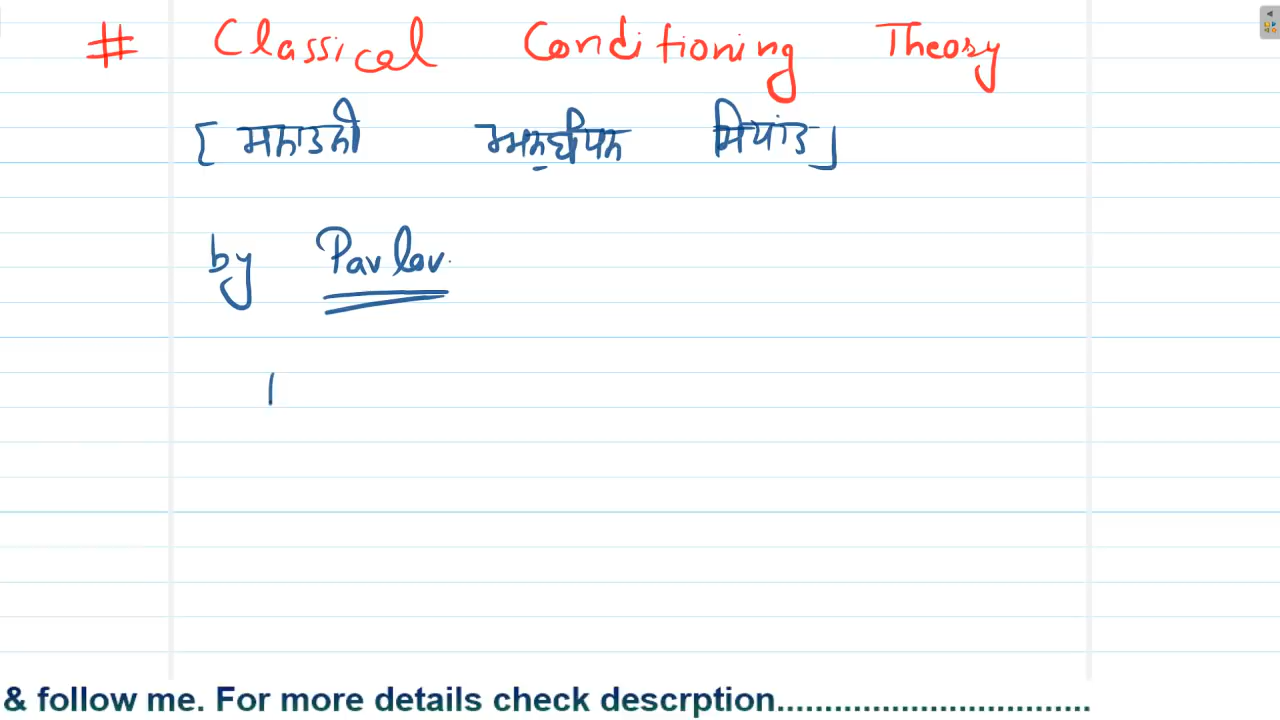 # Classical Conditioning Theory
by Pavlov
& follow me. For more details check descrption.................................